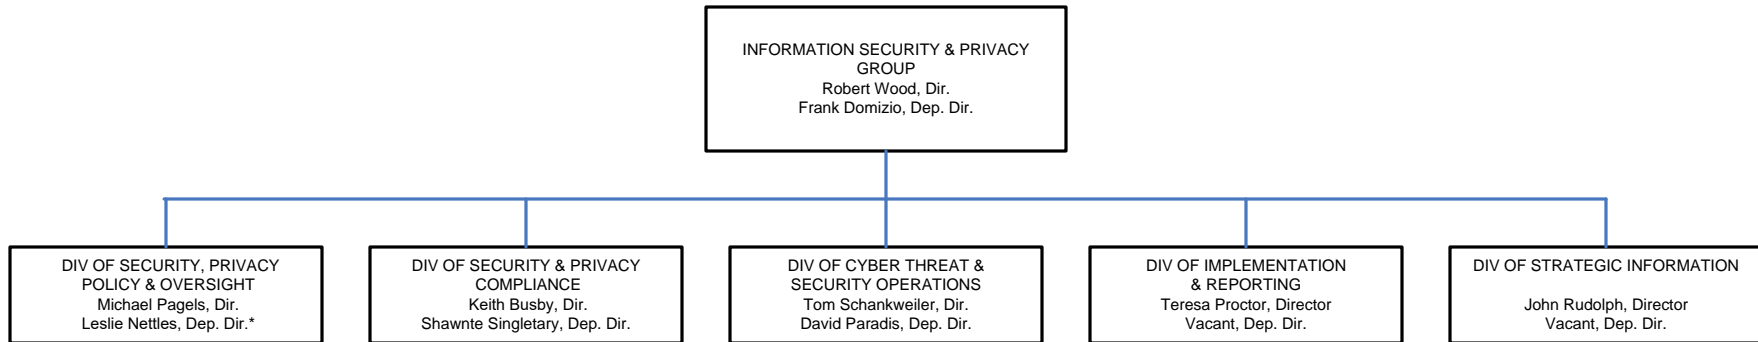 INFORMATION SECURITY & PRIVACY
GROUP
Robert Wood, Dir.
Frank Domizio, Dep. Dir.
DIV OF SECURITY, PRIVACY
POLICY & OVERSIGHT
Michael Pagels, Dir.
Leslie Nettles, Dep. Dir.*
DIV OF SECURITY & PRIVACY
COMPLIANCE
Keith Busby, Dir.
Shawnte Singletary, Dep. Dir.
DIV OF CYBER THREAT &
SECURITY OPERATIONS
Tom Schankweiler, Dir.
David Paradis, Dep. Dir.
DIV OF IMPLEMENTATION
& REPORTING
Teresa Proctor, Director
Vacant, Dep. Dir.
DIV OF STRATEGIC INFORMATION
John Rudolph, Director
Vacant, Dep. Dir.